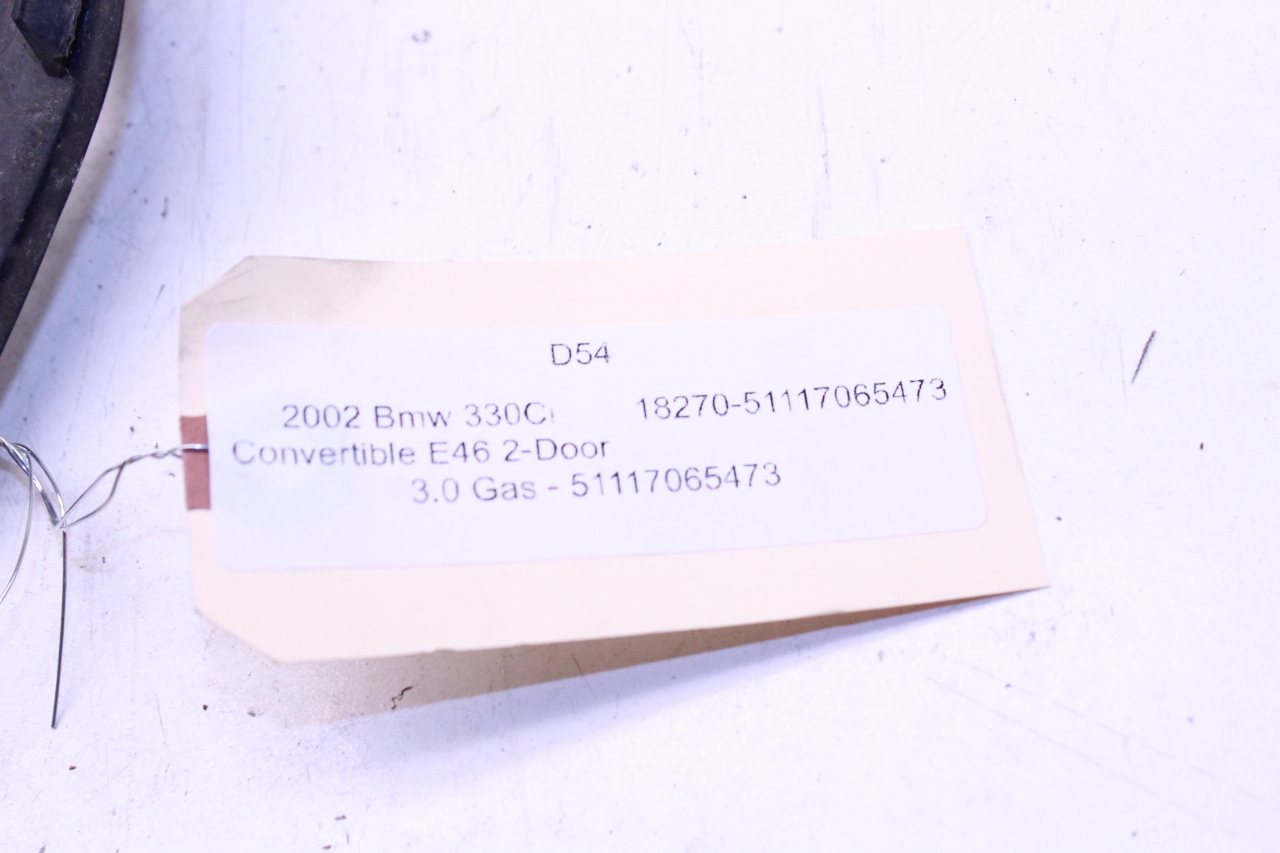 D54
2002 Bmw 330Ci 18270-51117065473
Convertible E46 2-Door
3.0 Gas - 51117065473